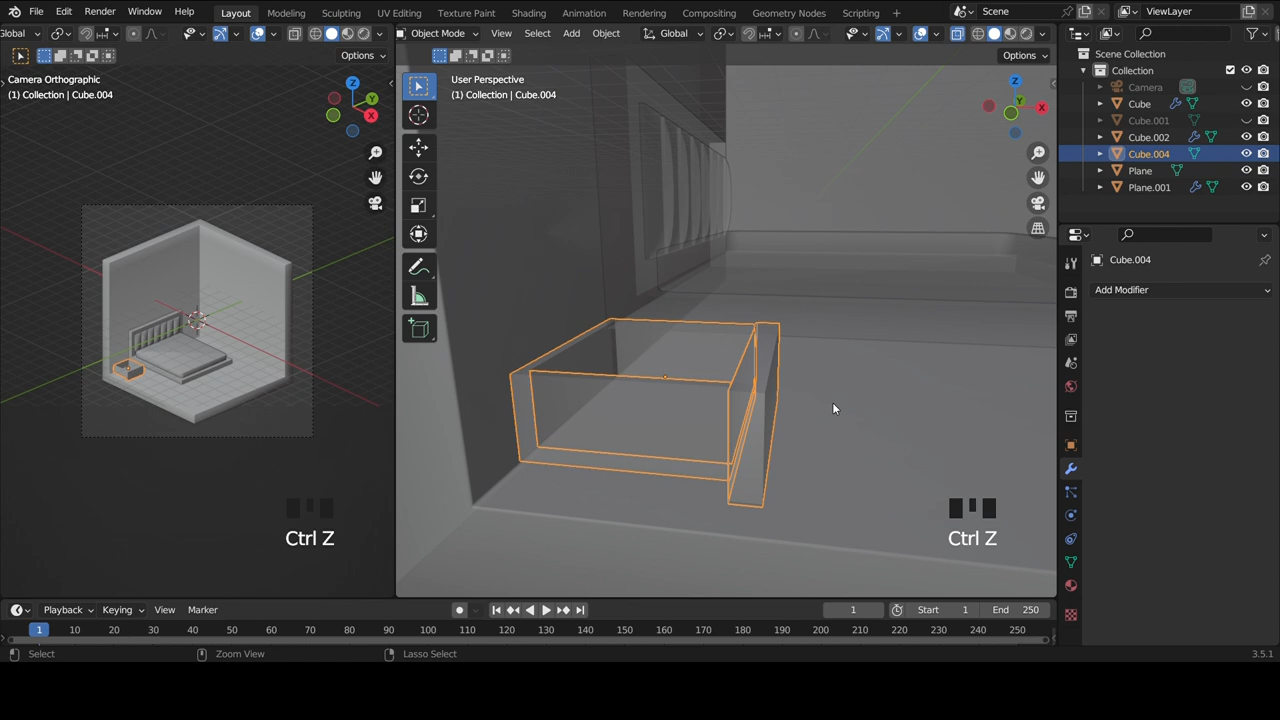 File Edit Render Window Help Layout Modeling Sculpting UV Editing Texture Paint Shading Animation Rendering Compositing Geometry Nodes Scripting + Scene ViewLayer
Global Object Mode View Select Add Object Global
Options Options
Camera Orthographic
(1) Collection | Cube.004
User Perspective
(1) Collection | Cube.004
Z
Y
X
Z
Y
X
Scene Collection
Collection
Camera
Cube
Cube.001
Cube.002
Cube.004
Plane
Plane.001
Cube.004
Add Modifier
Ctrl Z
Ctrl Z
Playback Keying View Marker 1 Start 1 End 250
1 10 20 30 40 50 60 70 80 90 100 110 120 130 140 150 160 170 180 190 200 210 220 230 240 250
Select Zoom View Lasso Select 3.5.1